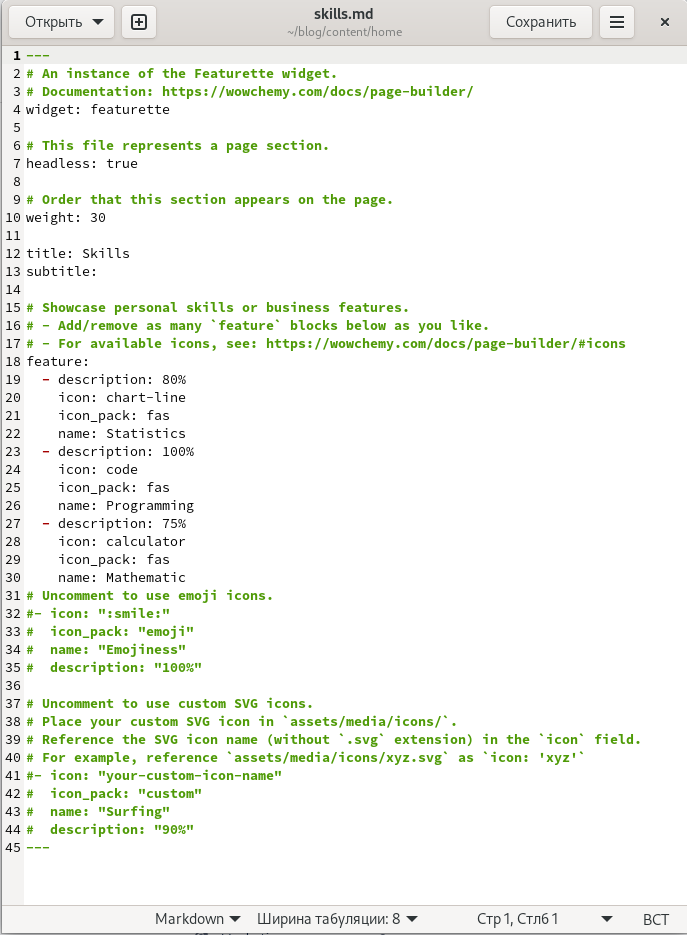 Открыть
skills.md
~/blog/content/home
Сохранить
1 ---
2 # An instance of the Featurette widget.
3 # Documentation: https://wowchemy.com/docs/page-builder/
4 widget: featurette
5
6 # This file represents a page section.
7 headless: true
8
9 # Order that this section appears on the page.
10 weight: 30
11
12 title: Skills
13 subtitle:
14
15 # Showcase personal skills or business features.
16 # - Add/remove as many `feature` blocks below as you like.
17 # - For available icons, see: https://wowchemy.com/docs/page-builder/#icons
18 feature:
19   - description: 80%
20     icon: chart-line
21     icon_pack: fas
22     name: Statistics
23   - description: 100%
24     icon: code
25     icon_pack: fas
26     name: Programming
27   - description: 75%
28     icon: calculator
29     icon_pack: fas
30     name: Mathematic
31 # Uncomment to use emoji icons.
32 #- icon: ":smile:"
33 #  icon_pack: "emoji"
34 #  name: "Emojiness"
35 #  description: "100%"
36
37 # Uncomment to use custom SVG icons.
38 # Place your custom SVG icon in `assets/media/icons/`.
39 # Reference the SVG icon name (without `.svg` extension) in the `icon` field.
40 # For example, reference `assets/media/icons/xyz.svg` as `icon: 'xyz'`
41 #- icon: "your-custom-icon-name"
42 #  icon_pack: "custom"
43 #  name: "Surfing"
44 #  description: "90%"
45 ---
Markdown Ширина табуляции: 8 Стр 1, Стлб 1 ВСТ